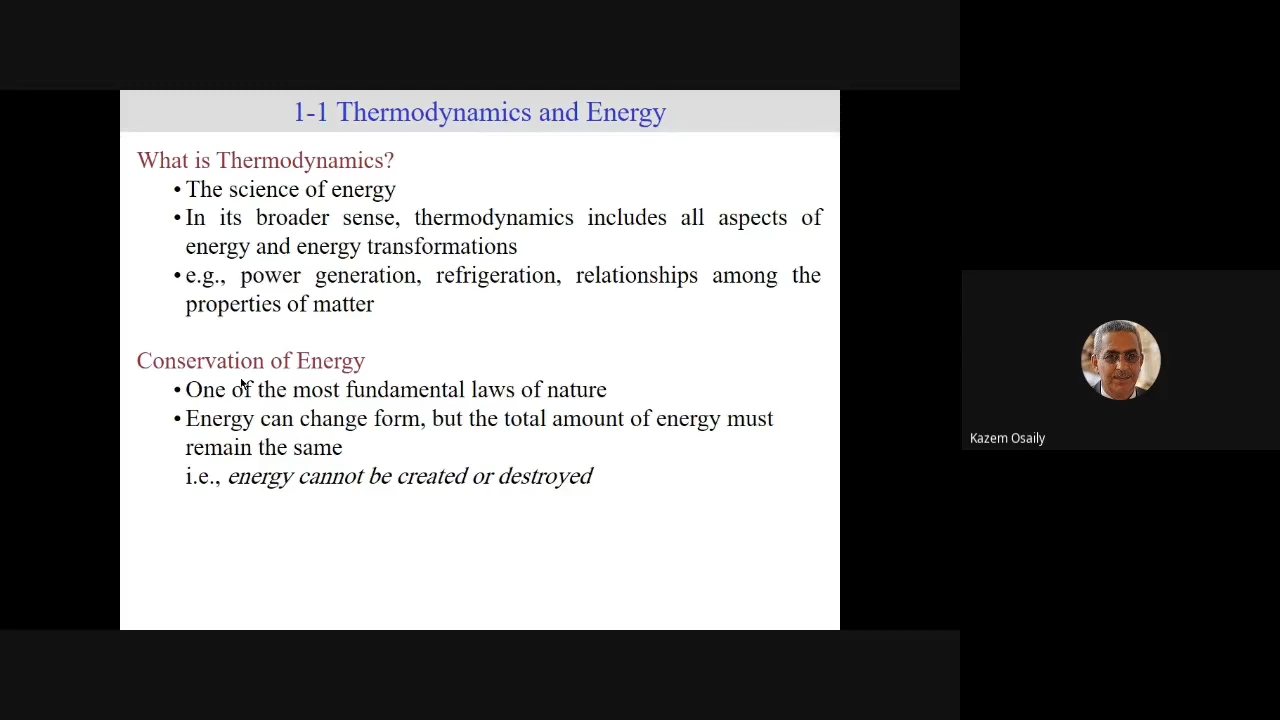 1-1 Thermodynamics and Energy
What is Thermodynamics?
• The science of energy
• In its broader sense, thermodynamics includes all aspects of
energy and energy transformations
• e.g., power generation, refrigeration, relationships among the
properties of matter
Conservation of Energy
• One of the most fundamental laws of nature
• Energy can change form, but the total amount of energy must
remain the same
i.e., energy cannot be created or destroyed
Kazem Osaily